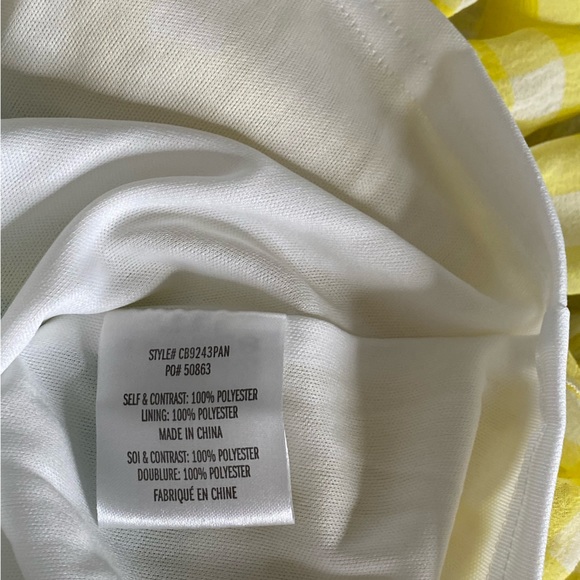 STYLE# CB9243PAN
PO# 50863
SELF & CONTRAST: 100% POLYESTER
LINING: 100% POLYESTER
MADE IN CHINA
SOI & CONTRAST: 100% POLYESTER
DOUBLURE: 100% POLYESTER
FABRIQUÉ EN CHINE